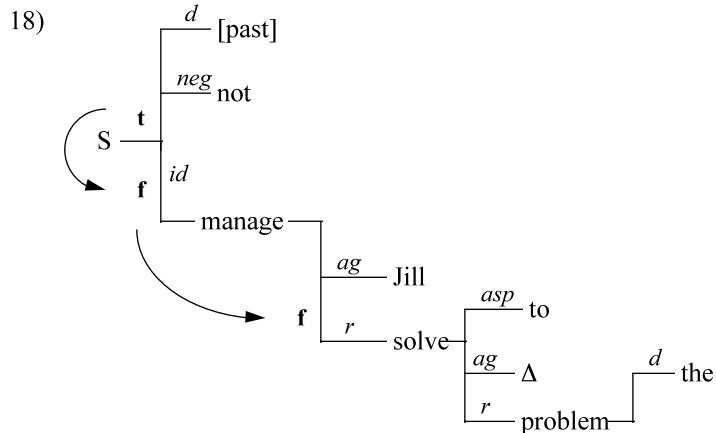 18)
d [past]
neg not
t
S
f id
manage
ag Jill
f r solve
asp to
ag Δ
r problem
d the